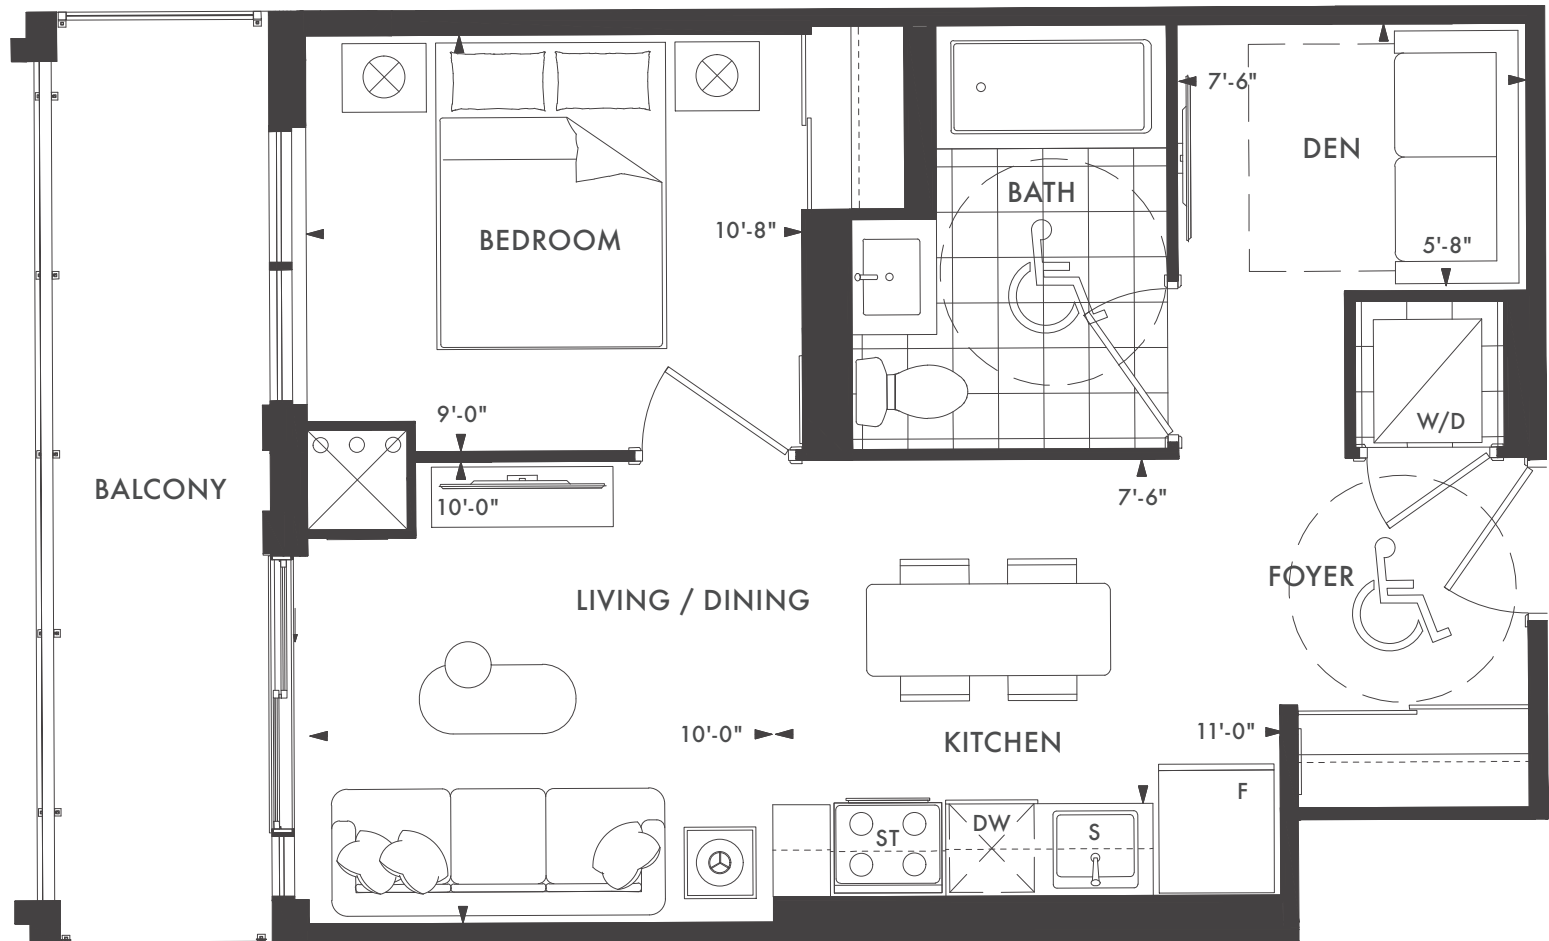 7'-6"
DEN
BATH
BEDROOM
10'-8"
5'-8"
9'-0"
W/D
BALCONY
10'-0"
7'-6"
FOYER
LIVING / DINING
10'-0"
KITCHEN
11'-0"
F
ST
DW
S